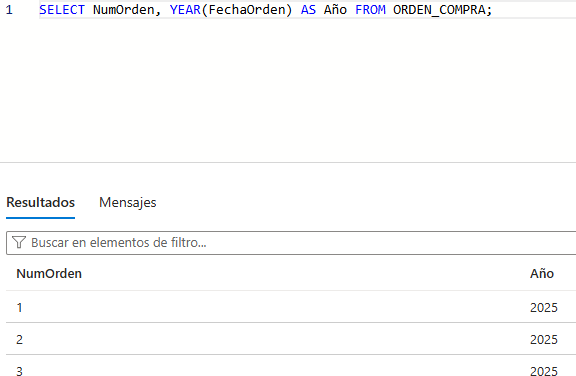 1 SELECT NumOrden, YEAR(FechaOrden) AS Año FROM ORDEN_COMPRA;
Resultados Mensajes
Buscar en elementos de filtro...
NumOrden Año
1 2025
2 2025
3 2025